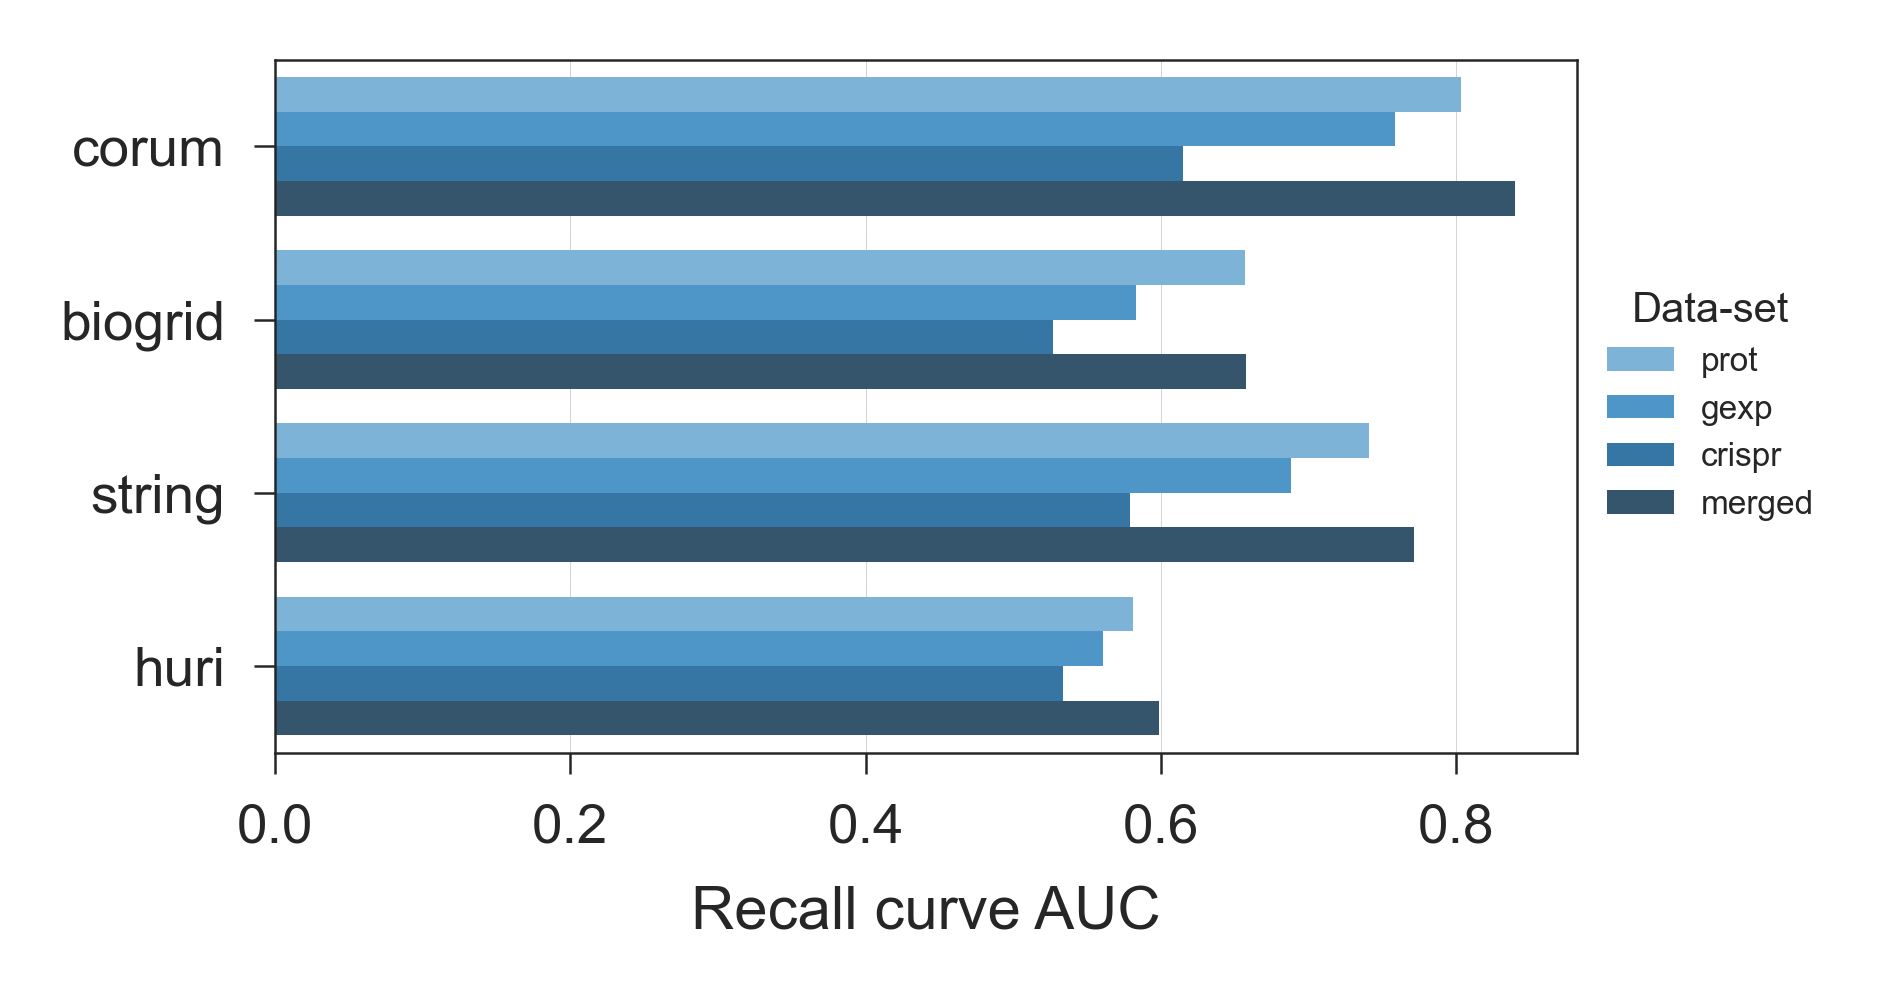 corum
biogrid
string
huri
0.0 0.2 0.4 0.6 0.8
Recall curve AUC
Data-set
prot
gexp
crispr
merged